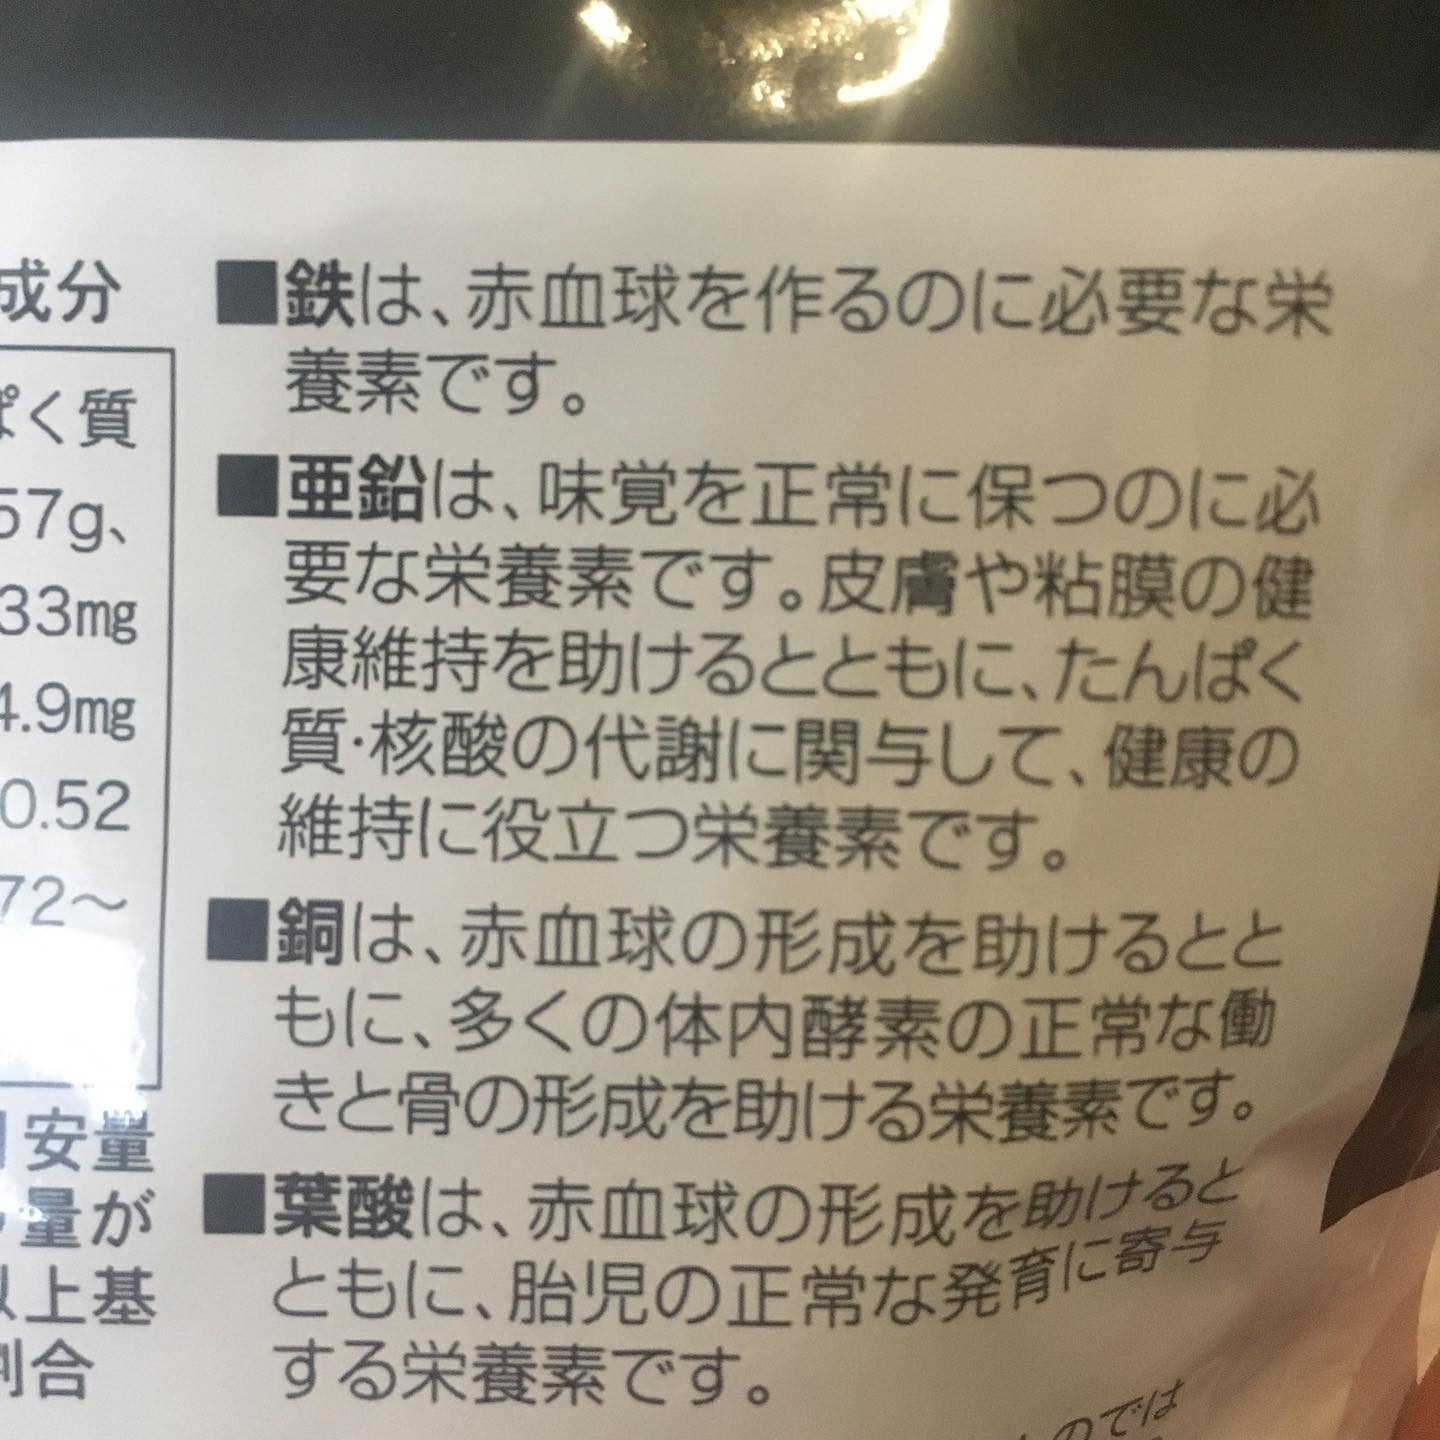 成分
ぱく質
57g、
33mg
4.9mg
0.52
72～
安量
量が
以上基
割合
■鉄は、赤血球を作るのに必要な栄
養素です。
■亜鉛は、味覚を正常に保つのに必
要な栄養素です。皮膚や粘膜の健
康維持を助けるとともに、たんぱく
質・核酸の代謝に関与して、健康の
維持に役立つ栄養素です。
■銅は、赤血球の形成を助けるとと
もに、多くの体内酵素の正常な働
きと骨の形成を助ける栄養素です。
■葉酸は、赤血球の形成を助けると
ともに、胎児の正常な発育に寄与
する栄養素です。
のでは